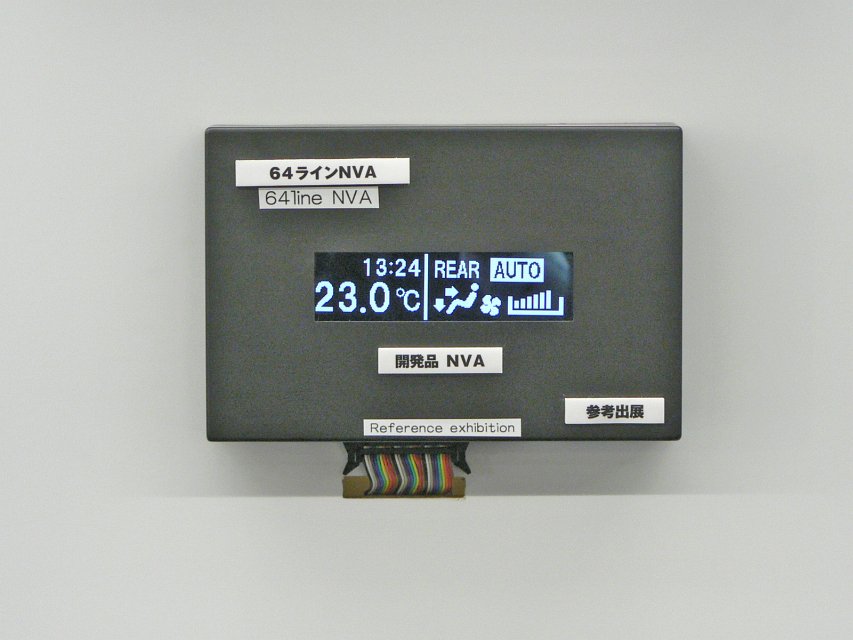 64ラインNVA
64line NVA
13:24 REAR AUTO
23.0℃
開発品 NVA
参考出展
Reference exhibition